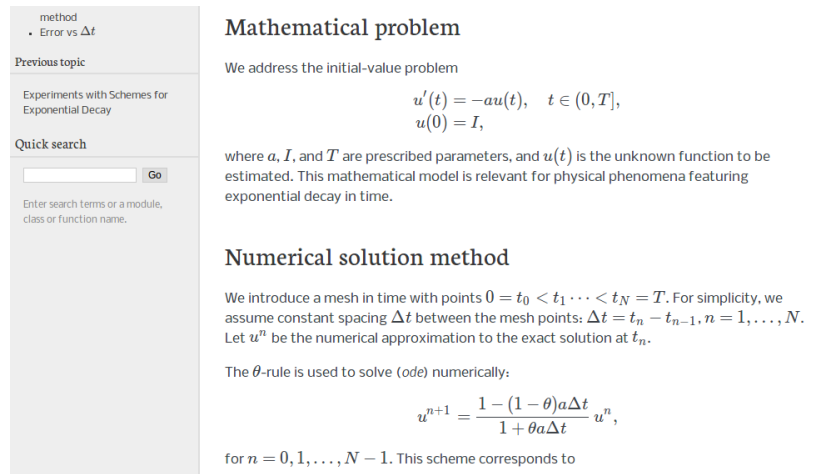 method
• Error vs Δt
Previous topic
Experiments with Schemes for
Exponential Decay
Quick search
Go
Enter search terms or a module,
class or function name.
Mathematical problem
We address the initial-value problem
u′(t) = −au(t), t ∈ (0, T],
u(0) = I,
where a, I, and T are prescribed parameters, and u(t) is the unknown function to be
estimated. This mathematical model is relevant for physical phenomena featuring
exponential decay in time.
Numerical solution method
We introduce a mesh in time with points 0 = t₀ < t₁ ⋯ < t_N = T. For simplicity, we
assume constant spacing Δt between the mesh points: Δt = tₙ − tₙ₋₁, n = 1, …, N.
Let uⁿ be the numerical approximation to the exact solution at tₙ.
The θ-rule is used to solve (ode) numerically:
uⁿ⁺¹ = (1 − (1 − θ)aΔt) / (1 + θaΔt) uⁿ,
for n = 0, 1, …, N − 1. This scheme corresponds to